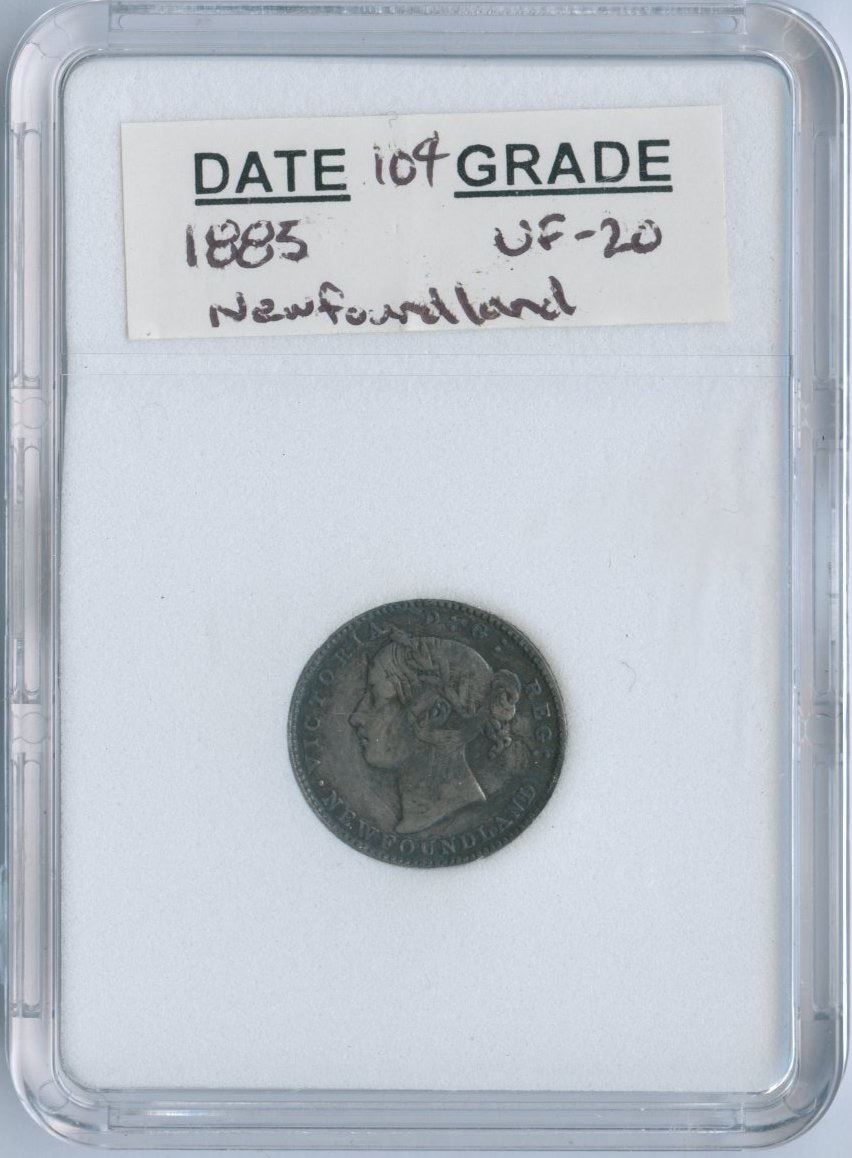 DATE 10¢ GRADE
1885 VF-20
Newfoundland
VICTORIA D:G: REG:
NEWFOUNDLAND